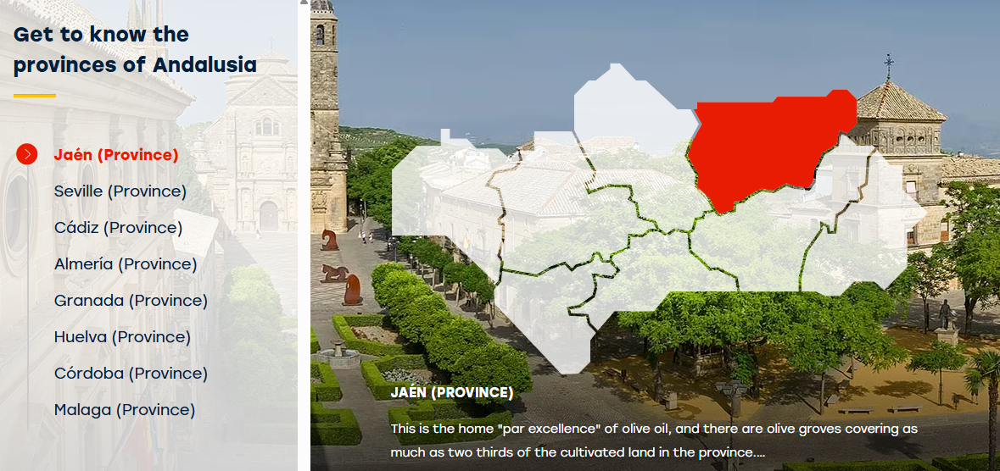 Get to know the
provinces of Andalusia
Jaén (Province)
Seville (Province)
Cádiz (Province)
Almería (Province)
Granada (Province)
Huelva (Province)
Córdoba (Province)
Malaga (Province)
JAÉN (PROVINCE)
This is the home "par excellence" of olive oil, and there are olive groves covering as
much as two thirds of the cultivated land in the province....